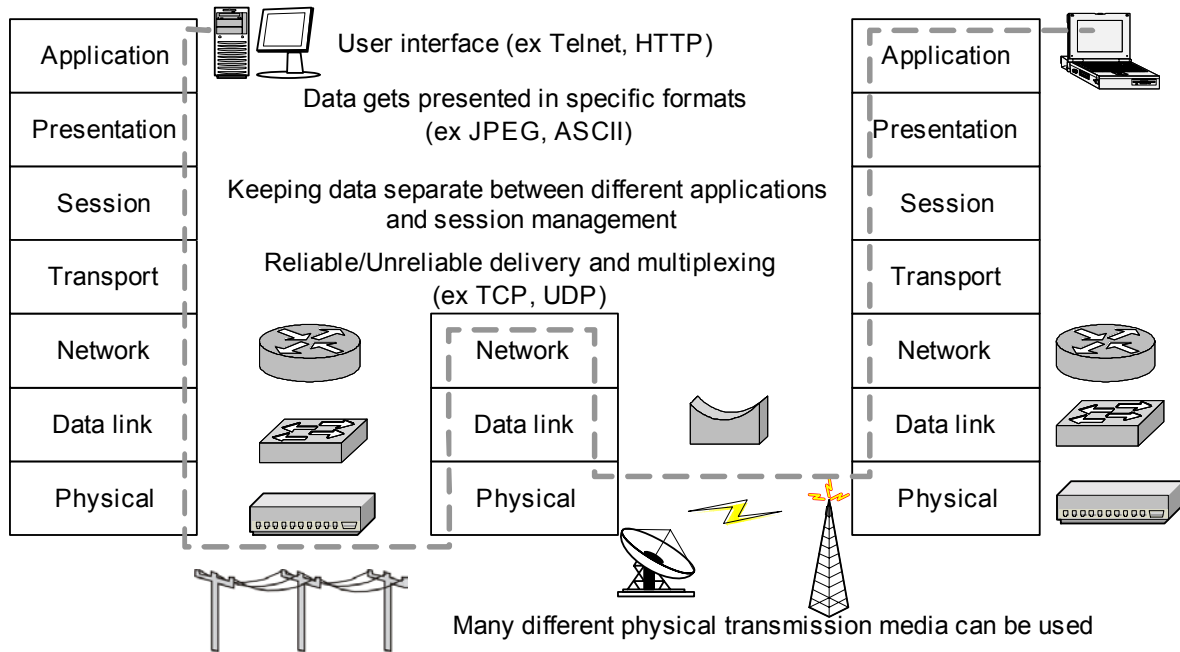 Application
User interface (ex Telnet, HTTP)
Application
Presentation
Data gets presented in specific formats
(ex JPEG, ASCII)
Presentation
Session
Keeping data separate between different applications
and session management
Session
Transport
Reliable/Unreliable delivery and multiplexing
(ex TCP, UDP)
Transport
Network
Network
Network
Data link
Data link
Data link
Physical
Physical
Physical
Many different physical transmission media can be used